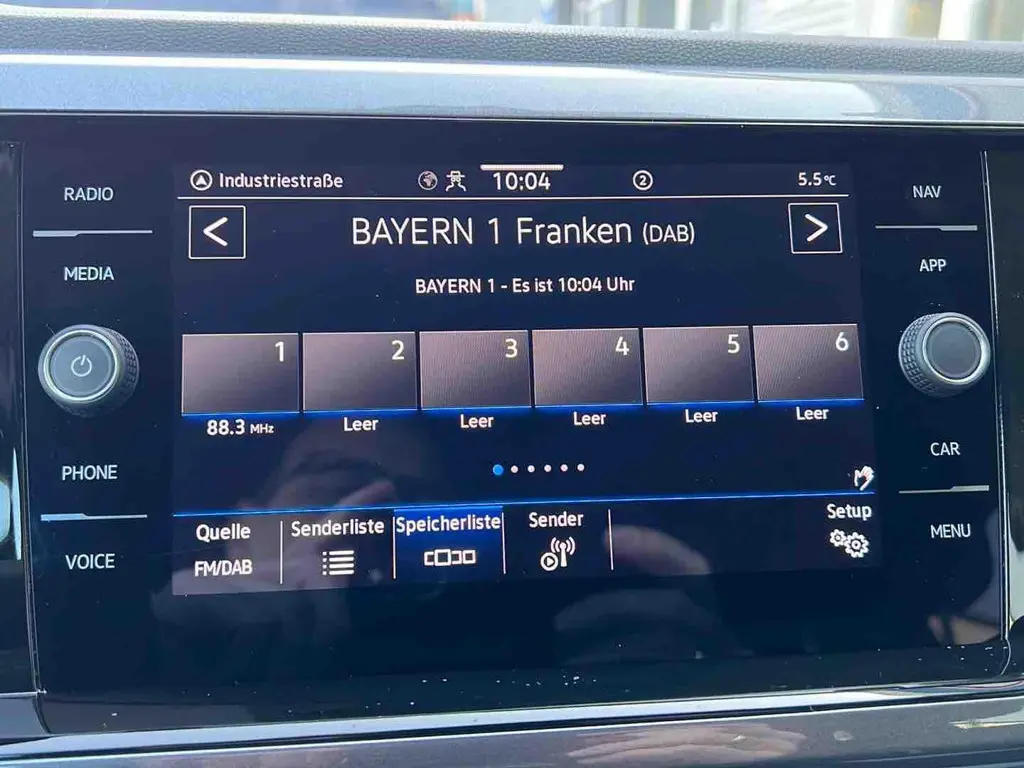 RADIO
MEDIA
PHONE
VOICE
Industriestraße 10:04 2 5.5°C
< BAYERN 1 Franken (DAB) >
BAYERN 1 - Es ist 10:04 Uhr
1 2 3 4 5 6
88.3 MHz Leer Leer Leer Leer Leer
Quelle Senderliste Speicherliste Sender Setup
FM/DAB
NAV
APP
CAR
MENU